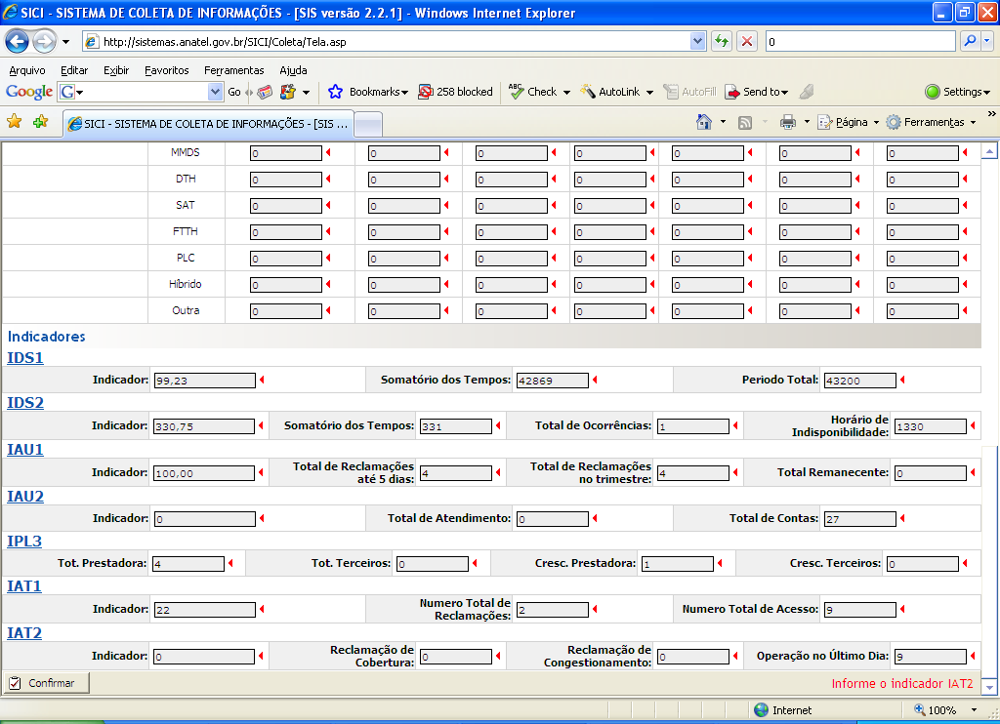 SICI - SISTEMA DE COLETA DE INFORMAÇÕES - [SIS versão 2.2.1] - Windows Internet Explorer
http://sistemas.anatel.gov.br/SICI/Coleta/Tela.asp 0
Arquivo Editar Exibir Favoritos Ferramentas Ajuda
Google G Go Bookmarks 258 blocked ABC Check AutoLink AutoFill Send to Settings
SICI - SISTEMA DE COLETA DE INFORMAÇÕES - [SIS ... Página Ferramentas »
MMDS 0 0 0 0 0 0 0
DTH 0 0 0 0 0 0 0
SAT 0 0 0 0 0 0 0
FTTH 0 0 0 0 0 0 0
PLC 0 0 0 0 0 0 0
Híbrido 0 0 0 0 0 0 0
Outra 0 0 0 0 0 0 0
Indicadores
IDS1
Indicador: 99,23 Somatório dos Tempos: 42869 Periodo Total: 43200
IDS2
Indicador: 330,75 Somatório dos Tempos: 331 Total de Ocorrências: 1 Horário de Indisponibilidade: 1330
IAU1
Indicador: 100,00 Total de Reclamações até 5 dias: 4 Total de Reclamações no trimestre: 4 Total Remanecente: 0
IAU2
Indicador: 0 Total de Atendimento: 0 Total de Contas: 27
IPL3
Tot. Prestadora: 4 Tot. Terceiros: 0 Cresc. Prestadora: 1 Cresc. Terceiros: 0
IAT1
Indicador: 22 Numero Total de Reclamações: 2 Numero Total de Acesso: 9
IAT2
Indicador: 0 Reclamação de Cobertura: 0 Reclamação de Congestionamento: 0 Operação no Último Dia: 9
Confirmar Informe o indicador IAT2
Internet 100%